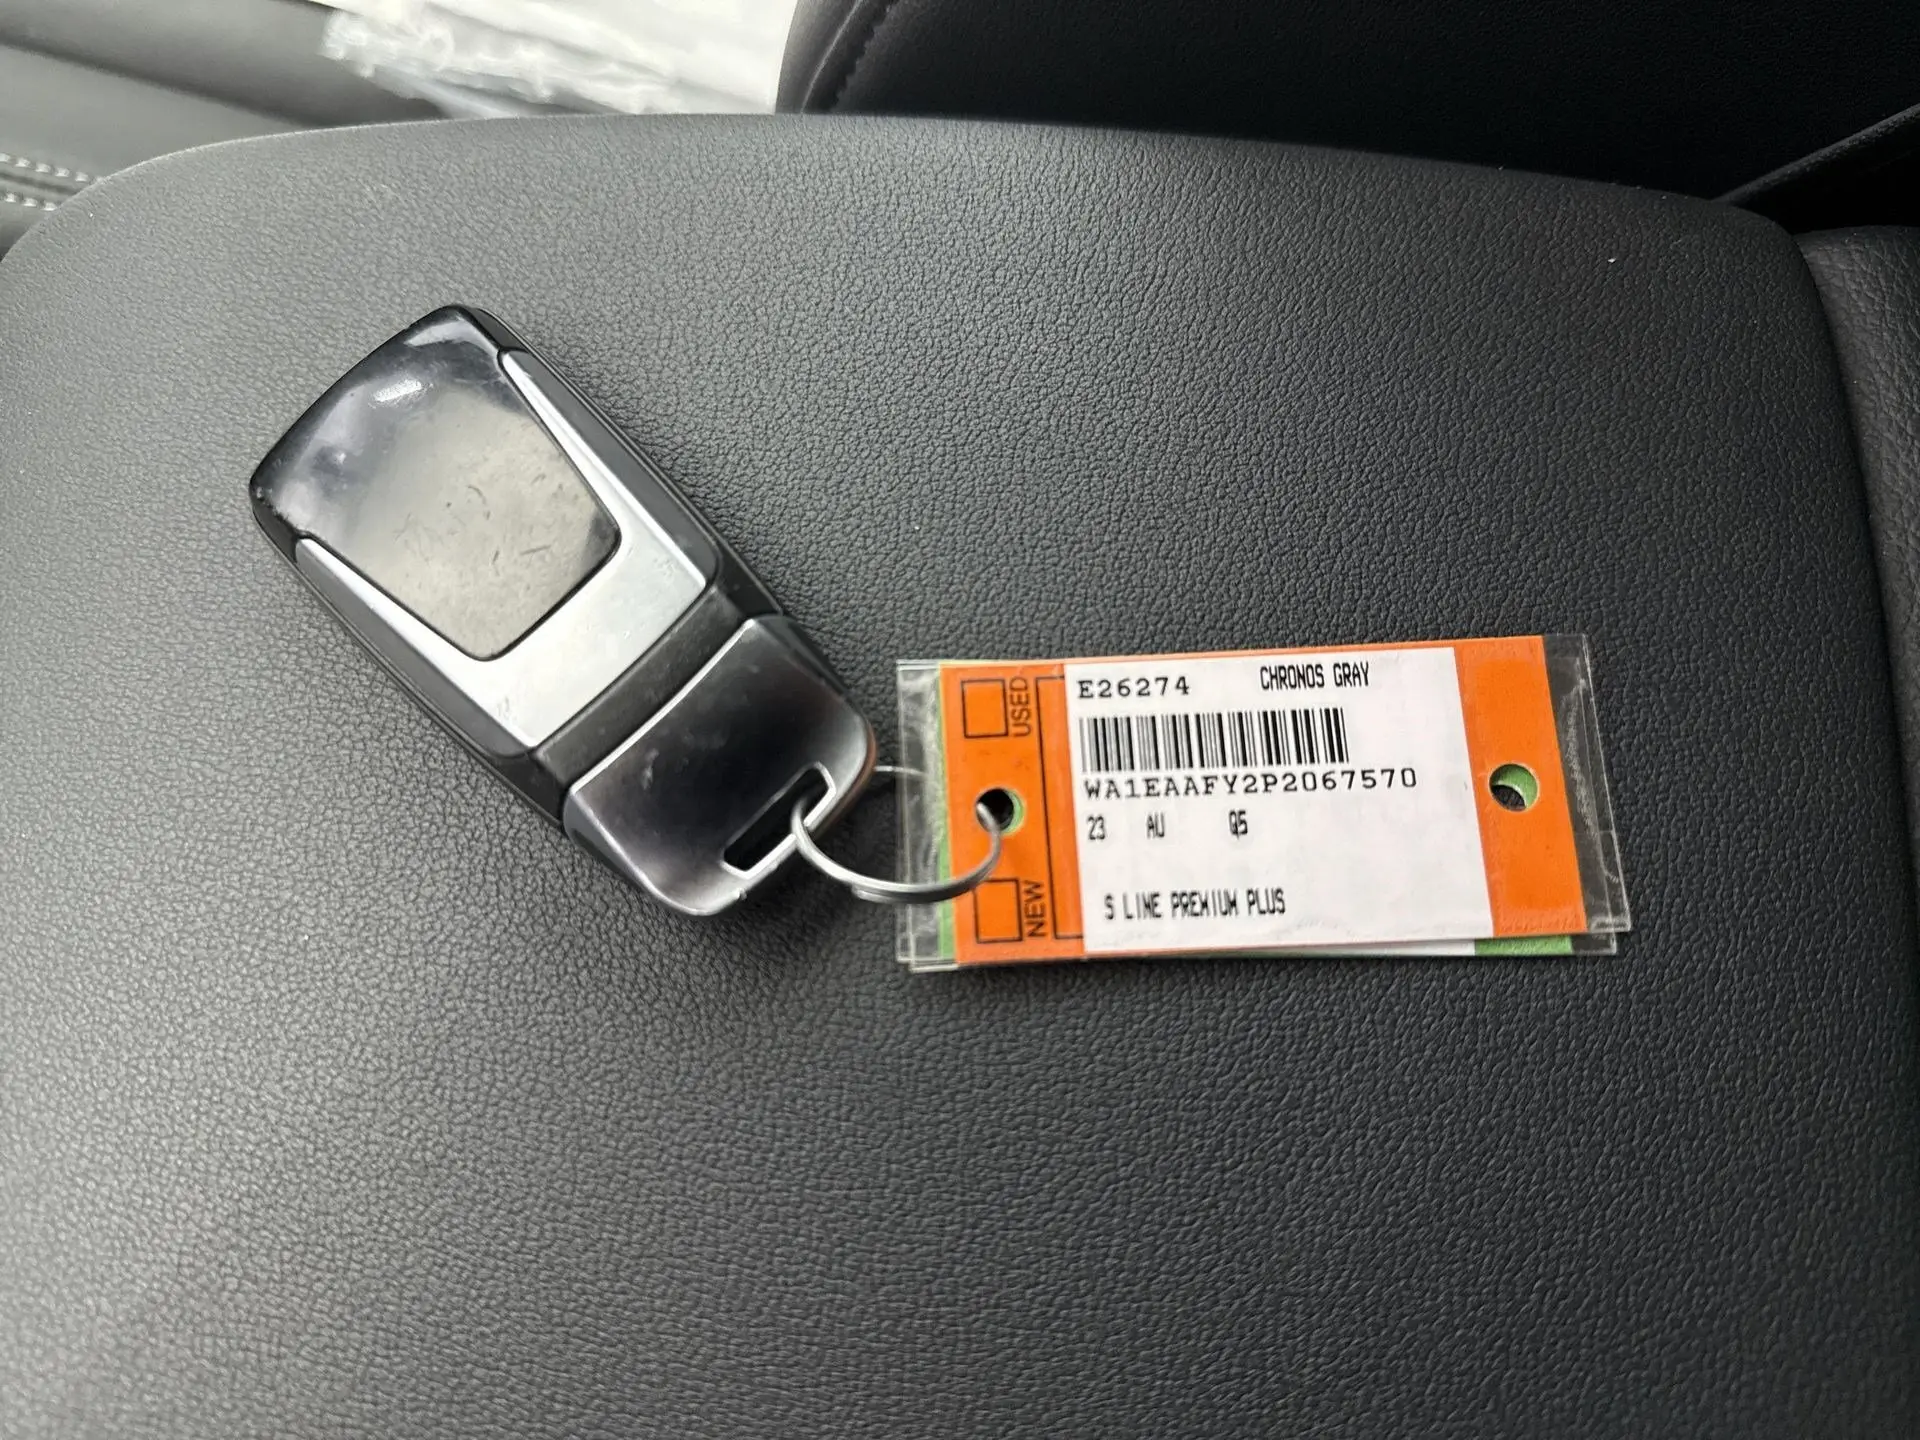 USED
NEW
E26274 CHRONOS GRAY
WA1EAAFY2P2067570
23 AU Q5
S LINE PREMIUM PLUS